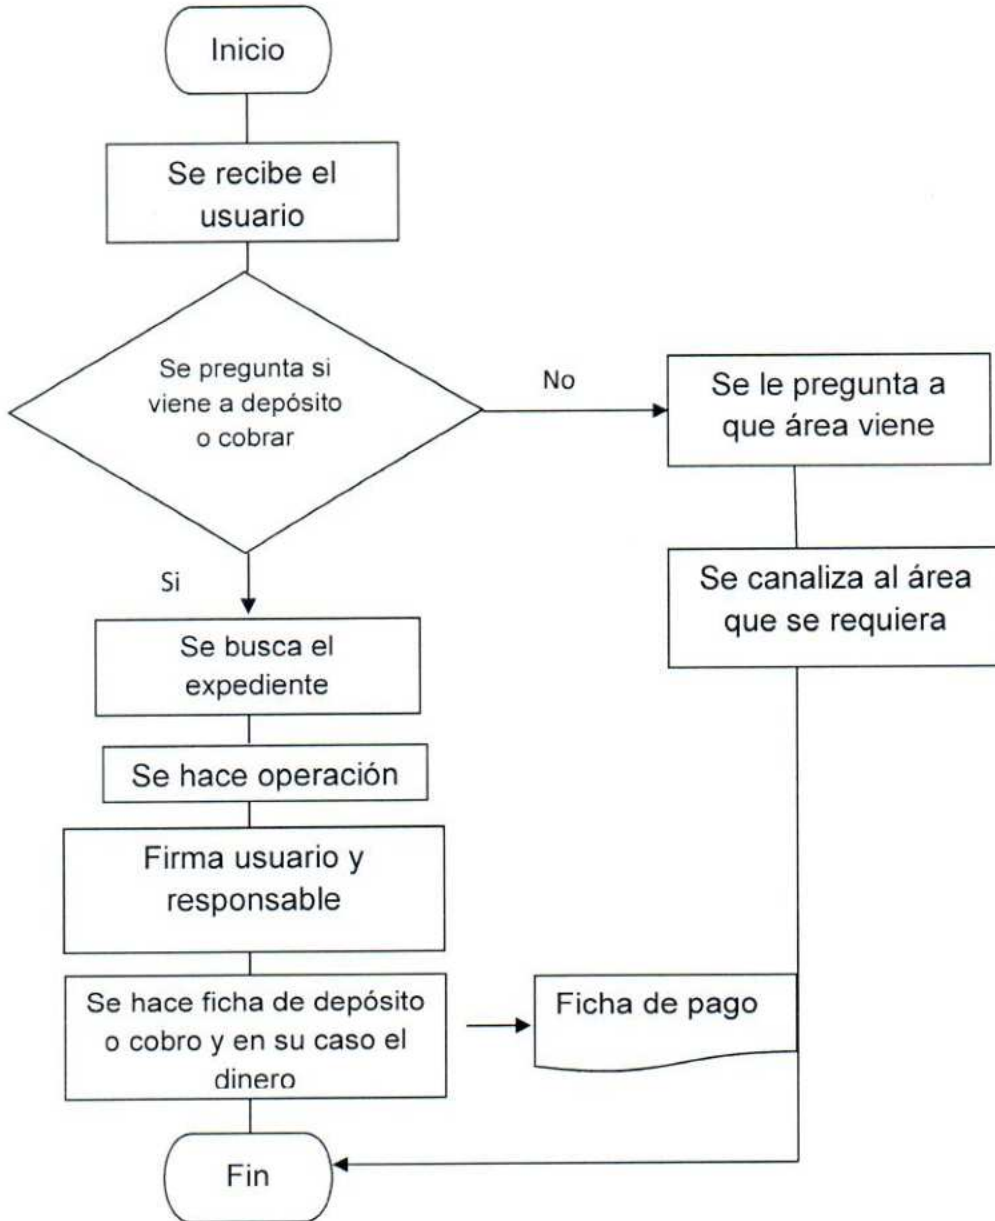 Inicio
Se recibe el
usuario
Se pregunta si
viene a depósito
o cobrar
No
Se le pregunta a
que área viene
Se canaliza al área
que se requiera
Si
Se busca el
expediente
Se hace operación
Firma usuario y
responsable
Se hace ficha de depósito
o cobro y en su caso el
dinero
Ficha de pago
Fin